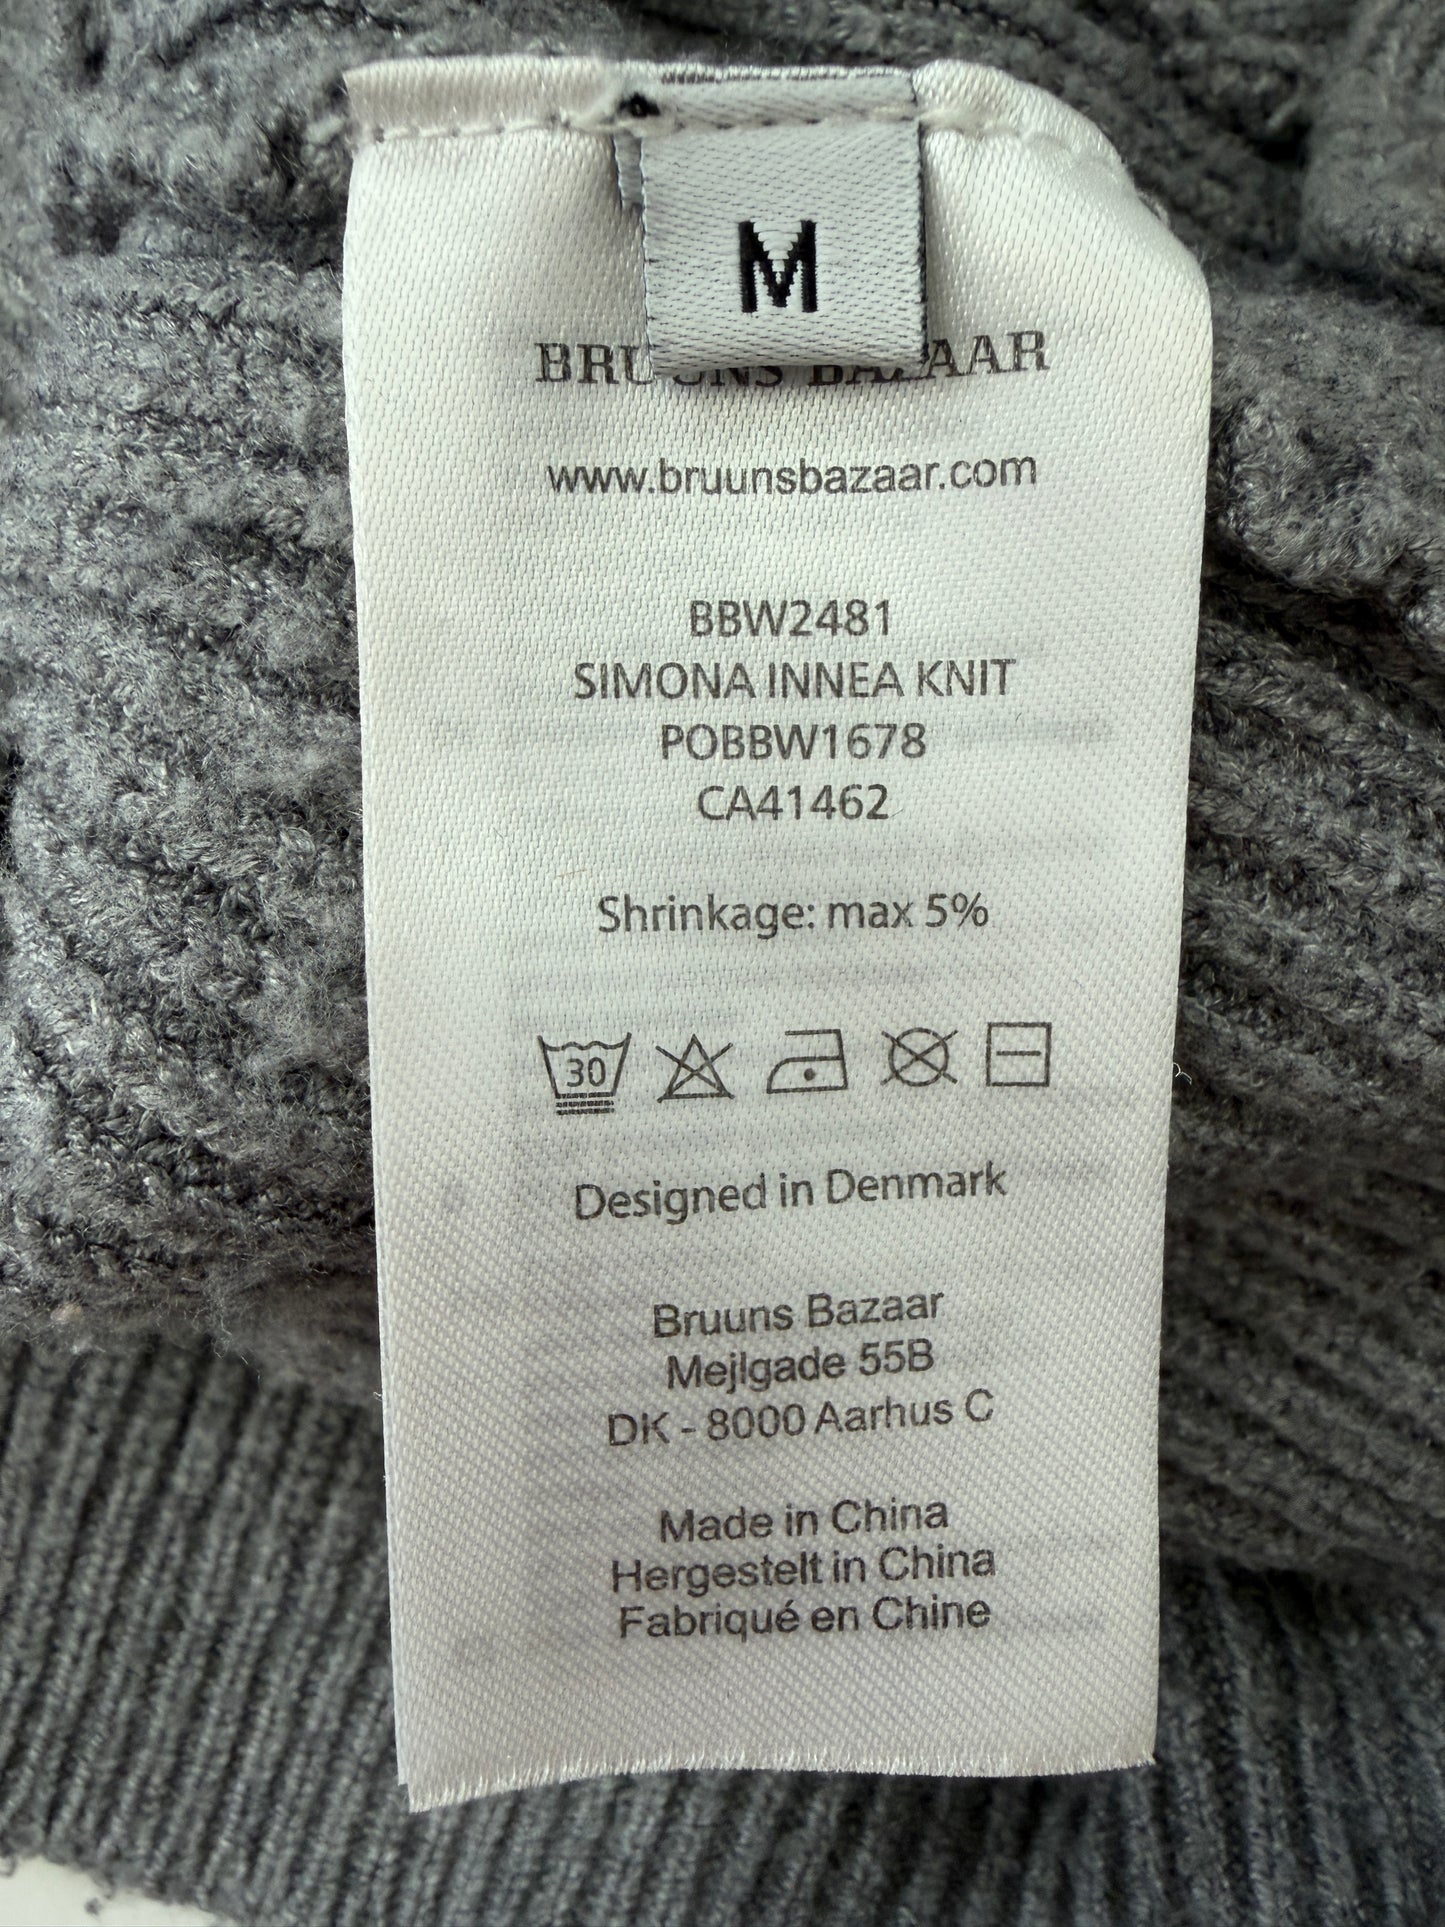 M
BRUUNS BAZAAR
www.bruunsbazaar.com
BBW2481
SIMONA INNEA KNIT
POBBW1678
CA41462
Shrinkage: max 5%
30
Designed in Denmark
Bruuns Bazaar
Mejlgade 55B
DK - 8000 Aarhus C
Made in China
Hergestellt in China
Fabriqué en Chine